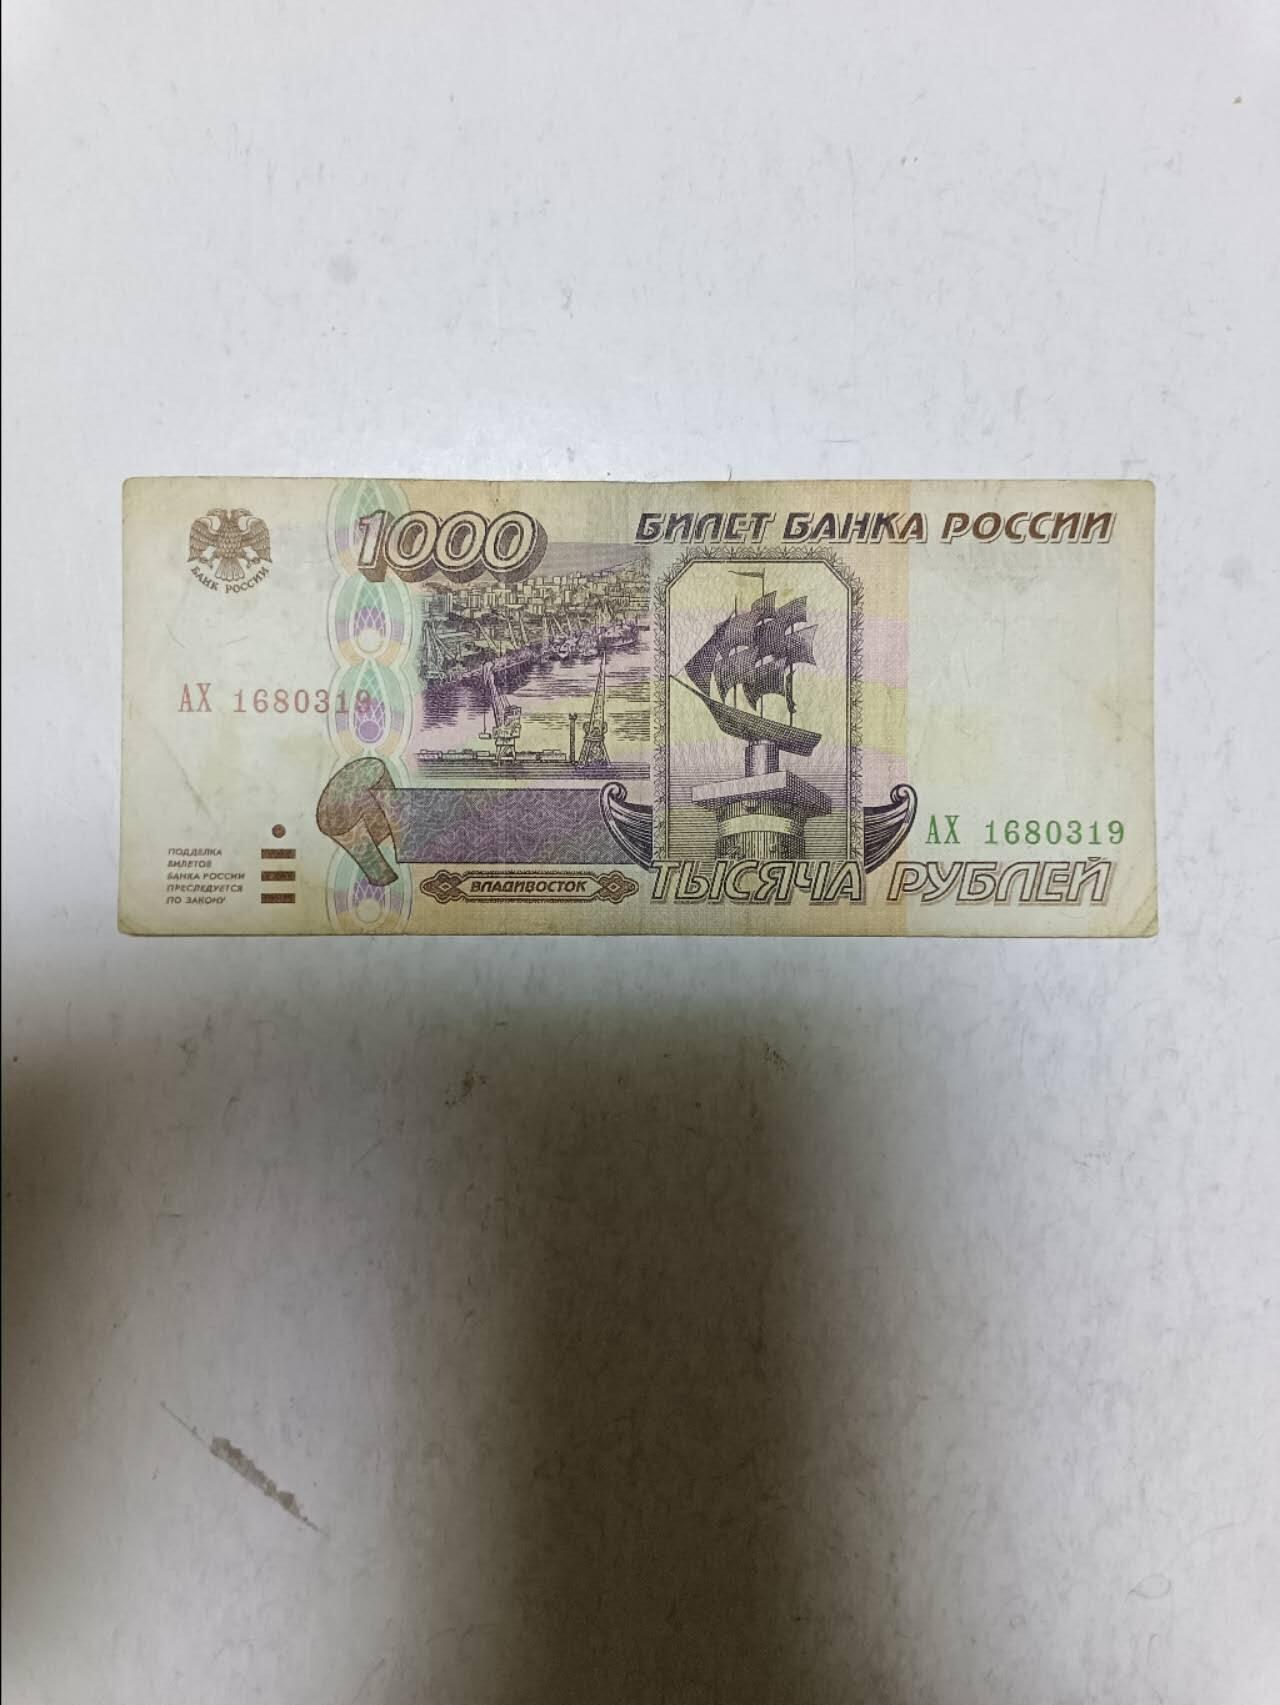 1000
БИЛЕТ БАНКА РОССИИ
БАНК РОССИИ
АХ 1680319
АХ 1680319
ПОДДЕЛКА
БИЛЕТОВ
БАНКА РОССИИ
ПРЕСЛЕДУЕТСЯ
ПО ЗАКОНУ
ВЛАДИВОСТОК
ТЫСЯЧА РУБЛЕЙ